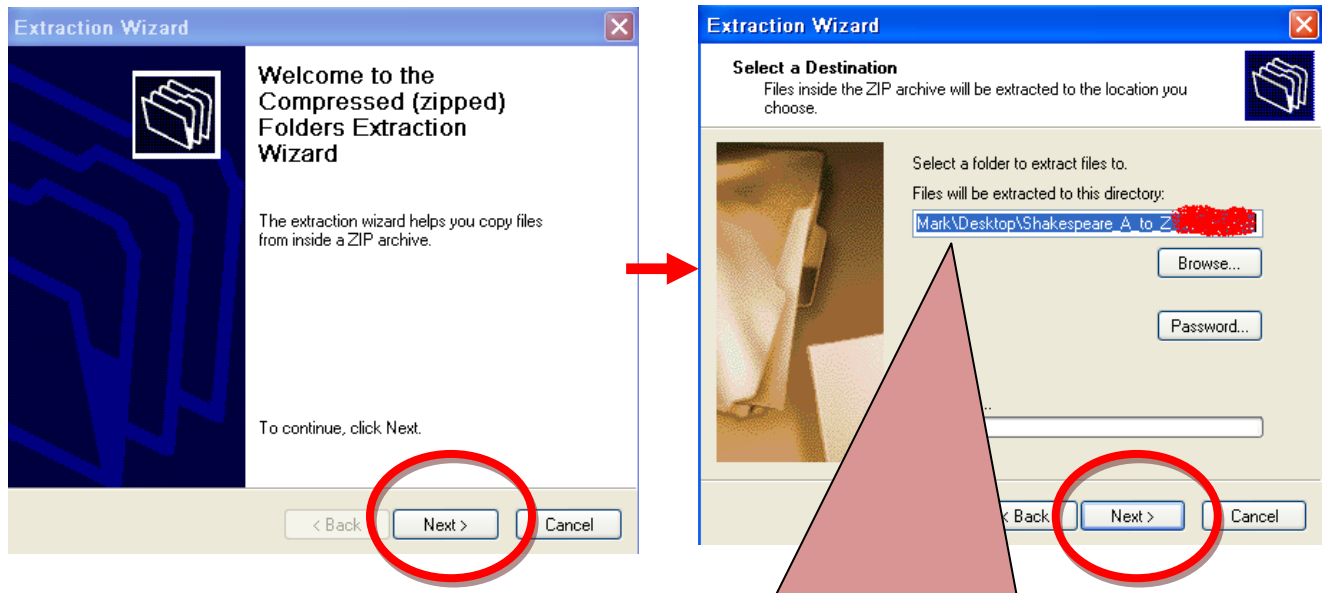 Extraction Wizard
Welcome to the
Compressed (zipped)
Folders Extraction
Wizard
The extraction wizard helps you copy files
from inside a ZIP archive.
To continue, click Next.
< Back
Next >
Cancel
Extraction Wizard
Select a Destination
Files inside the ZIP archive will be extracted to the location you
choose.
Select a folder to extract files to.
Files will be extracted to this directory:
Mark\Desktop\Shakespeare_A_to_Z
Browse...
Password...
..
< Back
Next >
Cancel